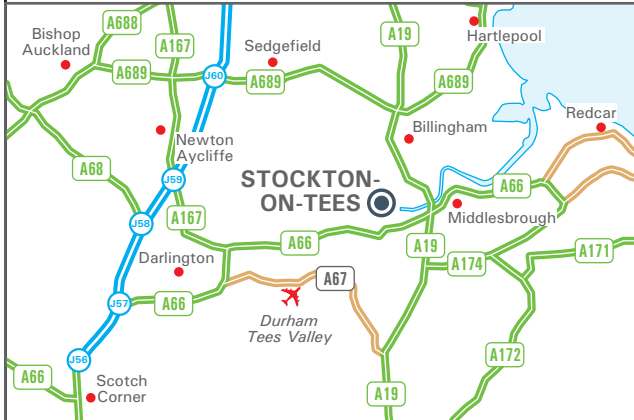 A688
Bishop
Auckland
A167
A19
Hartlepool
Sedgefield
J60
A689
A689
A689
Redcar
Billingham
Newton
Aycliffe
A68
J59
STOCKTON-
ON-TEES
A66
J58
A167
Middlesbrough
A66
A19
A171
Darlington
A174
A67
J57
A66
Durham
Tees Valley
A172
J56
A66
Scotch
Corner
A19